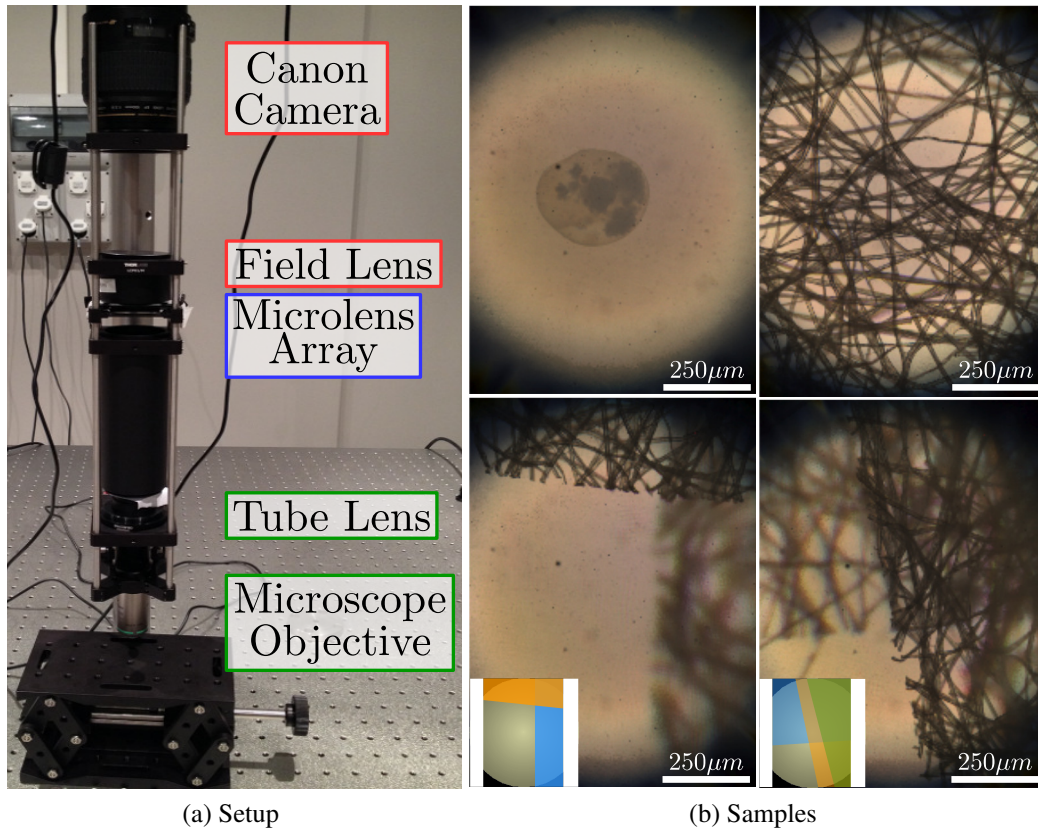 Canon
Camera
Field Lens
Microlens
Array
Tube Lens
Microscope
Objective
250μm
250μm
250μm
250μm
(a) Setup
(b) Samples